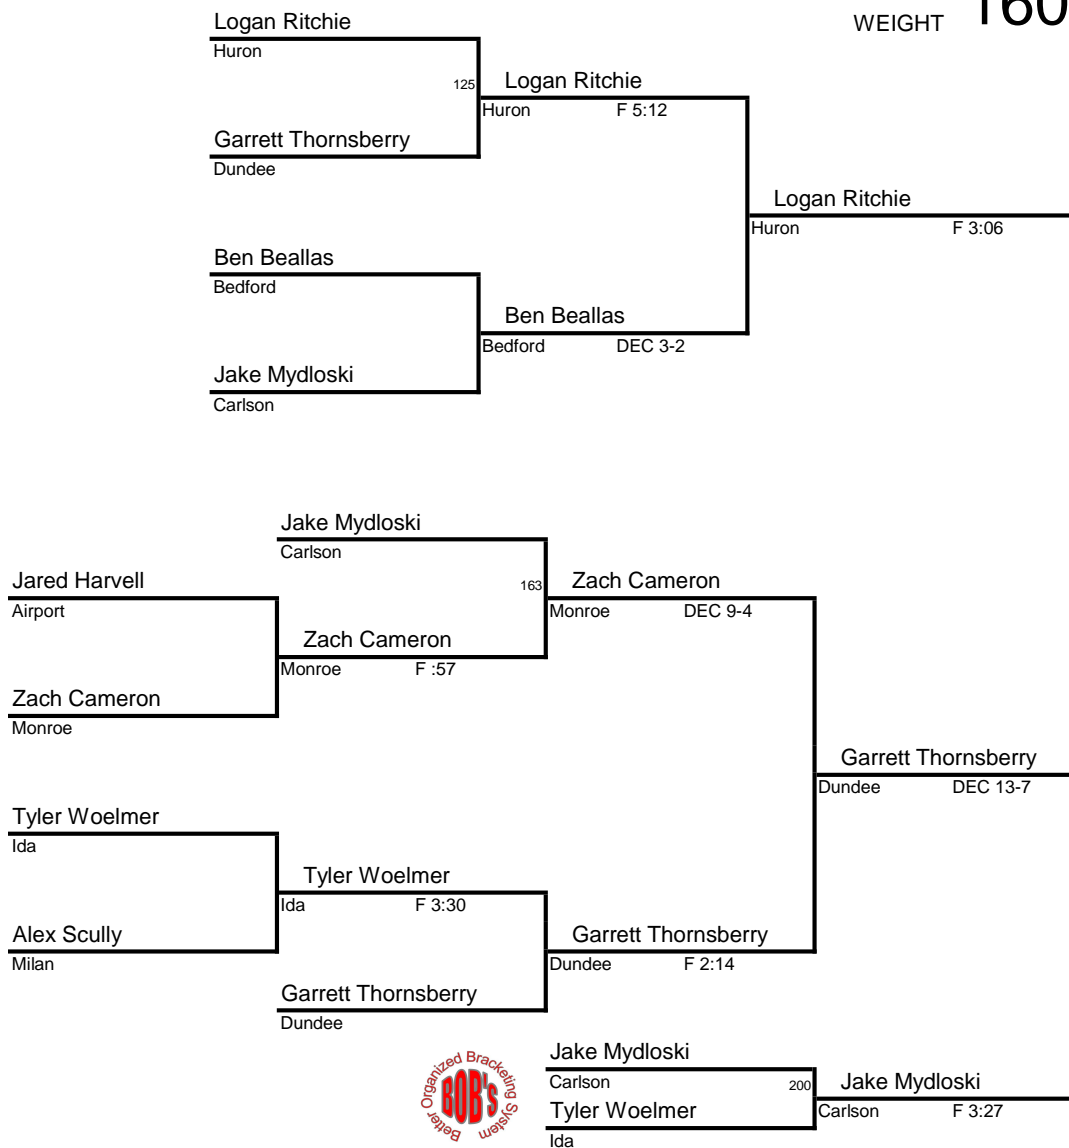 WEIGHT 160
Logan Ritchie
Huron
125
Logan Ritchie
Huron F 5:12
Garrett Thornsberry
Dundee
Logan Ritchie
Huron F 3:06
Ben Beallas
Bedford
Ben Beallas
Bedford DEC 3-2
Jake Mydloski
Carlson
Jake Mydloski
Carlson
Jared Harvell
Airport
163
Zach Cameron
Monroe DEC 9-4
Zach Cameron
Monroe F :57
Zach Cameron
Monroe
Garrett Thornsberry
Dundee DEC 13-7
Tyler Woelmer
Ida
Tyler Woelmer
Ida F 3:30
Alex Scully
Milan
Garrett Thornsberry
Dundee F 2:14
Garrett Thornsberry
Dundee
Better Organized Bracketing System
BOB's
Jake Mydloski
Carlson
200
Jake Mydloski
Carlson F 3:27
Tyler Woelmer
Ida